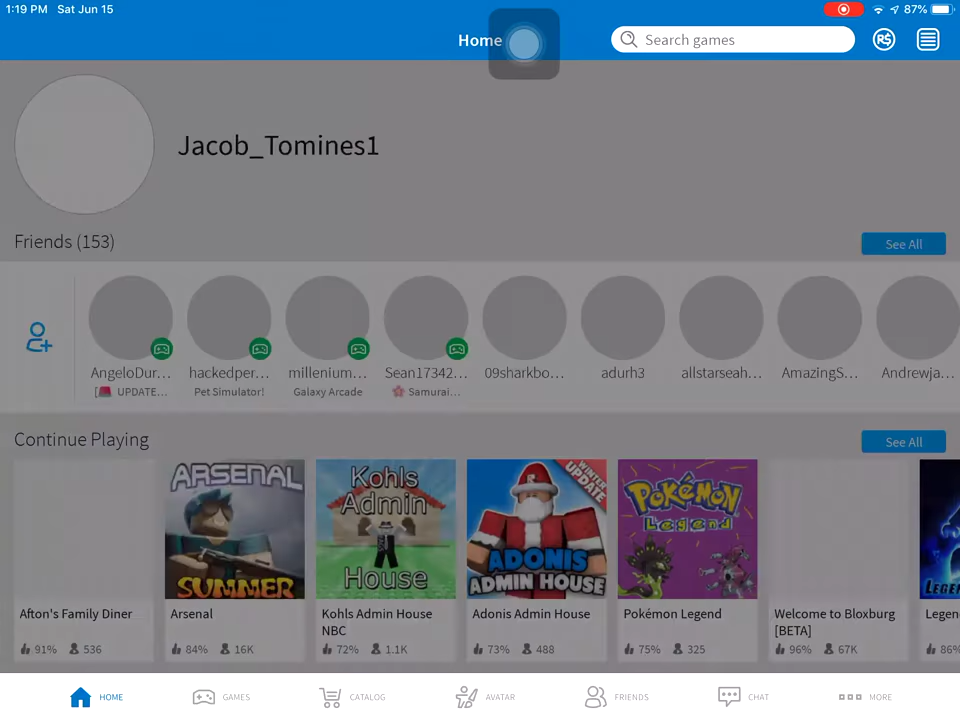 1:19 PM Sat Jun 15
87%
Home
Search games
R$
Jacob_Tomines1
Friends (153)
See All
AngeloDur...
hackedper...
millenium...
Sean17342...
09sharkbo...
adurh3
allstarseah...
AmazingS...
Andrewja...
[🚨 UPDATE...
Pet Simulator!
Galaxy Arcade
🌸 Samurai...
Continue Playing
See All
ARSENAL
SUMMER
Kohls
Admin
House
WINTER
UPDATE
ADONIS
ADMIN HOUSE
POKÉMON
Legend
LEGEN
Afton's Family Diner
Arsenal
Kohls Admin House
NBC
Adonis Admin House
Pokémon Legend
Welcome to Bloxburg
[BETA]
Legen
91% 536
84% 16K
72% 1.1K
73% 488
75% 325
96% 67K
86%
HOME
GAMES
CATALOG
AVATAR
FRIENDS
CHAT
MORE